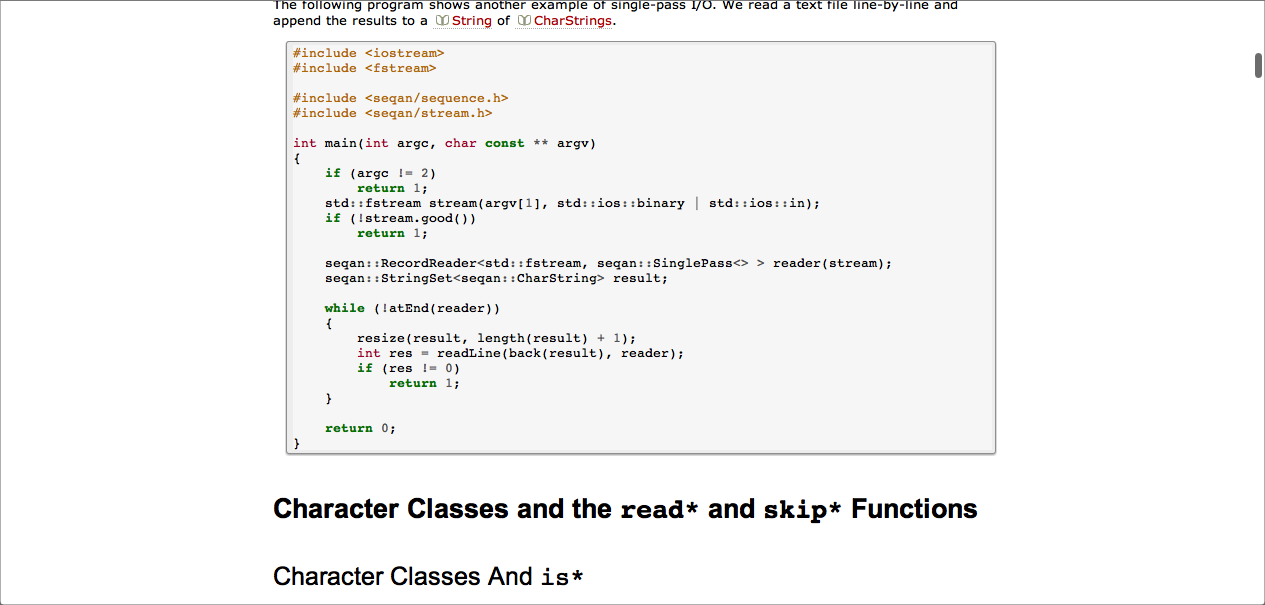 The following program shows another example of single-pass I/O. We read a text file line-by-line and
append the results to a String of CharStrings.
#include <iostream>
#include <fstream>
#include <seqan/sequence.h>
#include <seqan/stream.h>
int main(int argc, char const ** argv)
{
    if (argc != 2)
        return 1;
    std::fstream stream(argv[1], std::ios::binary | std::ios::in);
    if (!stream.good())
        return 1;
    seqan::RecordReader<std::fstream, seqan::SinglePass<> > reader(stream);
    seqan::StringSet<seqan::CharString> result;
    while (!atEnd(reader))
    {
        resize(result, length(result) + 1);
        int res = readLine(back(result), reader);
        if (res != 0)
            return 1;
    }
    return 0;
}
Character Classes and the read* and skip* Functions
Character Classes And is*